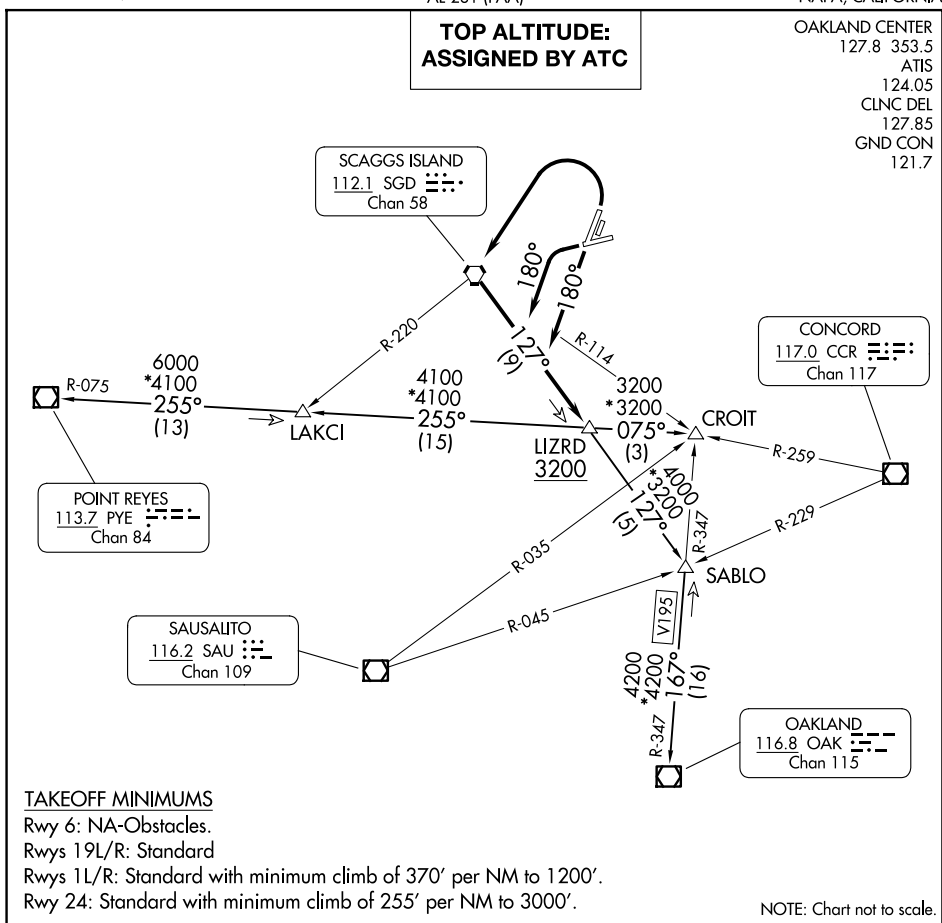 TOP ALTITUDE:
ASSIGNED BY ATC
OAKLAND CENTER
127.8 353.5
ATIS
124.05
CLNC DEL
127.85
GND CON
121.7
SCAGGS ISLAND
112.1 SGD
Chan 58
180°
180°
R-220
127°
(9)
R-114
CONCORD
117.0 CCR
Chan 117
R-075
6000
*4100
255°
(13)
LAKCI
4100
*4100
255°
(15)
LIZRD
3200
3200
*3200
075°
(3)
CROIT
R-259
POINT REYES
113.7 PYE
Chan 84
4000
*3200
127°
(5)
R-347
R-229
R-035
SABLO
R-045
V195
SAUSALITO
116.2 SAU
Chan 109
4200
*4200
167°
(16)
R-347
OAKLAND
116.8 OAK
Chan 115
TAKEOFF MINIMUMS
Rwy 6: NA-Obstacles.
Rwys 19L/R: Standard
Rwys 1L/R: Standard with minimum climb of 370' per NM to 1200'.
Rwy 24: Standard with minimum climb of 255' per NM to 3000'.
NOTE: Chart not to scale.